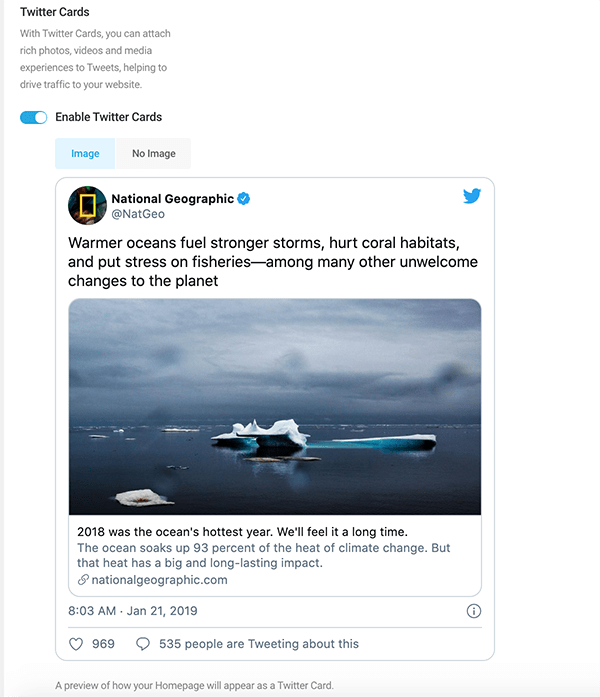 Twitter Cards
With Twitter Cards, you can attach
rich photos, videos and media
experiences to Tweets, helping to
drive traffic to your website.
Enable Twitter Cards
Image No Image
National Geographic
@NatGeo
Warmer oceans fuel stronger storms, hurt coral habitats,
and put stress on fisheries—among many other unwelcome
changes to the planet
2018 was the ocean's hottest year. We'll feel it a long time.
The ocean soaks up 93 percent of the heat of climate change. But
that heat has a big and long-lasting impact.
nationalgeographic.com
8:03 AM · Jan 21, 2019
969 535 people are Tweeting about this
A preview of how your Homepage will appear as a Twitter Card.